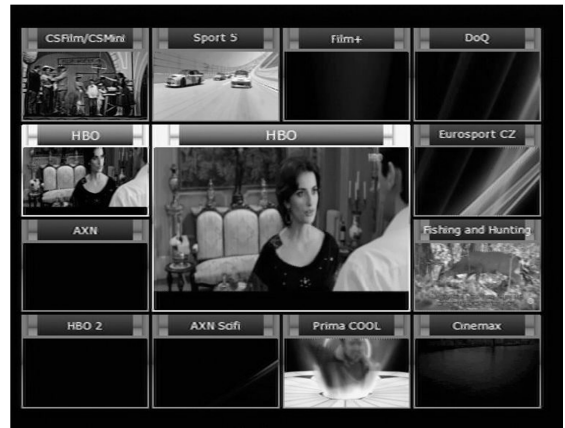 CSFilm/CSMini
Sport 5
Film+
DoQ
HBO
HBO
Eurosport CZ
AXN
Fishing and Hunting
HBO 2
AXN Scifi
Prima COOL
Cinemax